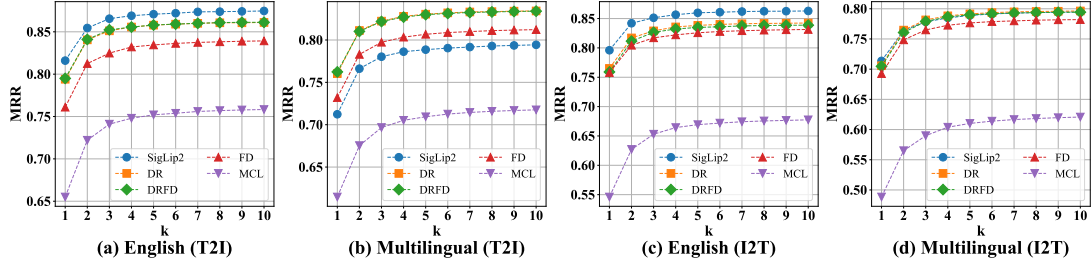 MRR
0.85
0.80
0.75
0.70
0.65
SigLip2
DR
DRFD
FD
MCL
1 2 3 4 5 6 7 8 9 10
k
(a) English (T2I)
MRR
0.80
0.75
0.70
0.65
SigLip2
DR
DRFD
FD
MCL
1 2 3 4 5 6 7 8 9 10
k
(b) Multilingual (T2I)
MRR
0.85
0.80
0.75
0.70
0.65
0.60
0.55
SigLip2
DR
DRFD
FD
MCL
1 2 3 4 5 6 7 8 9 10
k
(c) English (I2T)
MRR
0.80
0.75
0.70
0.65
0.60
0.55
0.50
SigLip2
DR
DRFD
FD
MCL
1 2 3 4 5 6 7 8 9 10
k
(d) Multilingual (I2T)